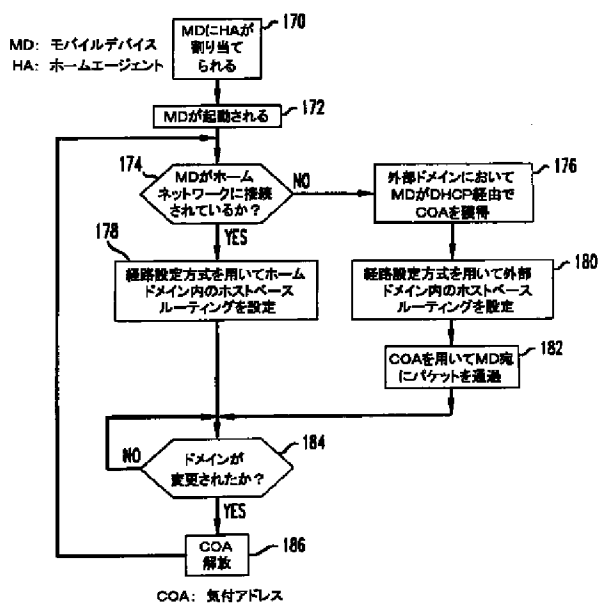 170
MDにHAが
割り当て
られる
MD: モバイルデバイス
HA: ホームエージェント
MDが起動される
172
174
MDがホーム
ネットワークに接続
されているか？
NO
YES
176
外部ドメインにおいて
MDがDHCP経由で
COAを獲得
178
経路設定方式を用いてホーム
ドメイン内のホストベース
ルーティングを設定
180
経路設定方式を用いて外部
ドメイン内のホストベース
ルーティングを設定
182
COAを用いてMD宛
にパケットを通過
NO
184
ドメインが
変更されたか？
YES
COA
解放
186
COA: 気付アドレス